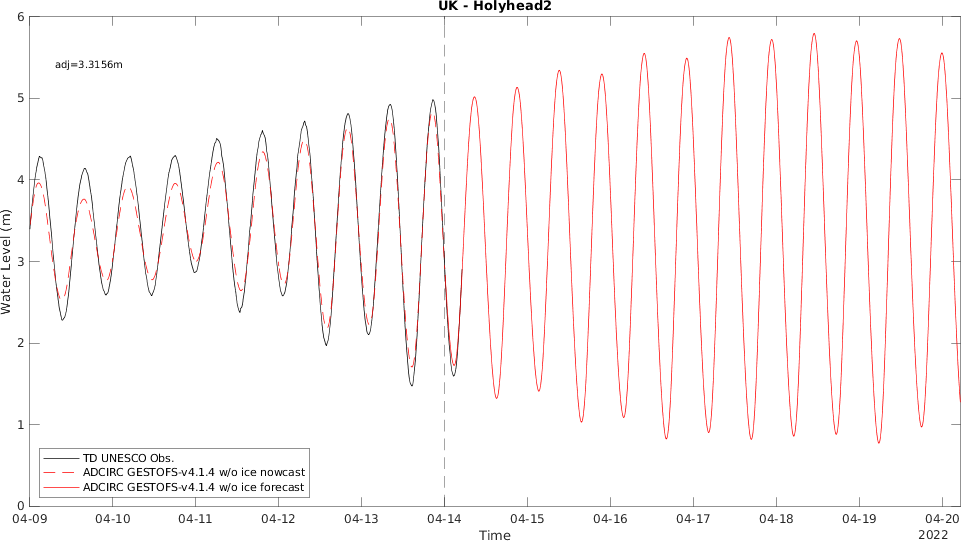 UK - Holyhead2
adj=3.3156m
6
5
4
3
2
1
0
Water Level (m)
TD UNESCO Obs.
ADCIRC GESTOFS-v4.1.4 w/o ice nowcast
ADCIRC GESTOFS-v4.1.4 w/o ice forecast
04-09 04-10 04-11 04-12 04-13 04-14 04-15 04-16 04-17 04-18 04-19 04-20
Time
2022